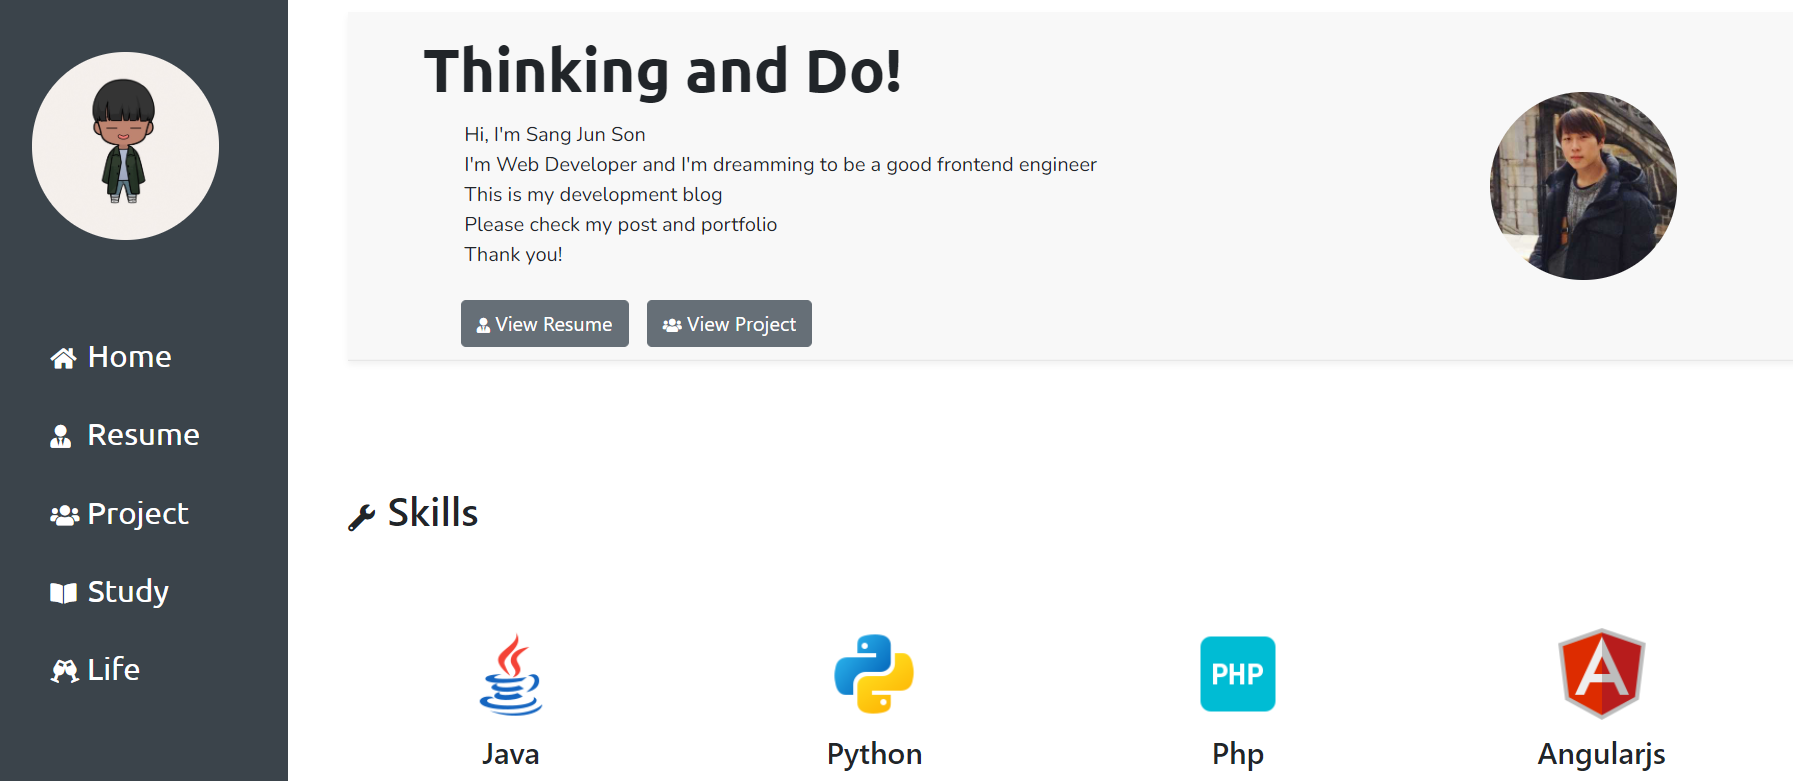 Home
Resume
Project
Study
Life
Thinking and Do!
Hi, I'm Sang Jun Son
I'm Web Developer and I'm dreamming to be a good frontend engineer
This is my development blog
Please check my post and portfolio
Thank you!
View Resume View Project
Skills
PHP
A
Java Python Php Angularjs